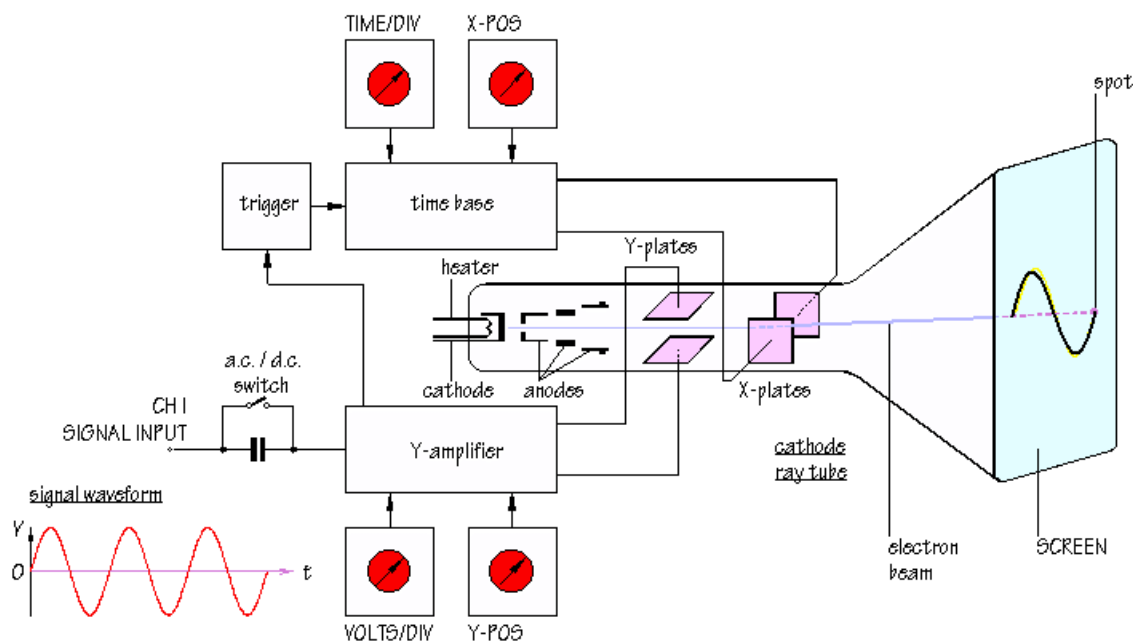 TIME/DIV
X-POS
spot
trigger
time base
Y-plates
heater
cathode
anodes
X-plates
a.c. / d.c.
switch
CH I
SIGNAL INPUT
Y-amplifier
cathode
ray tube
signal waveform
Y
0
t
electron
beam
SCREEN
VOLTS/DIV
Y-POS